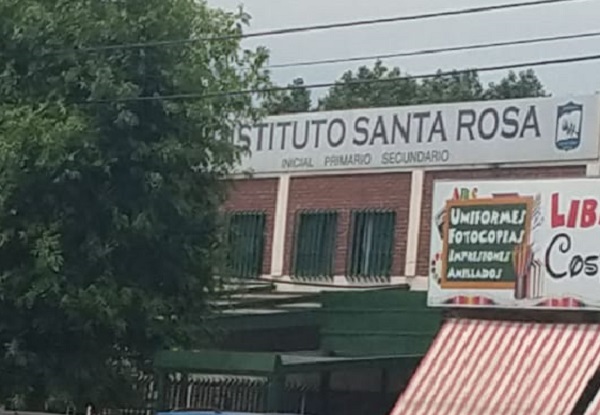 STITUTO SANTA ROSA
INICIAL PRIMARIO SECUNDARIO
UNIFORMES
FOTOCOPIAS
IMPRESIONES
ANILLADOS
LIB
COS